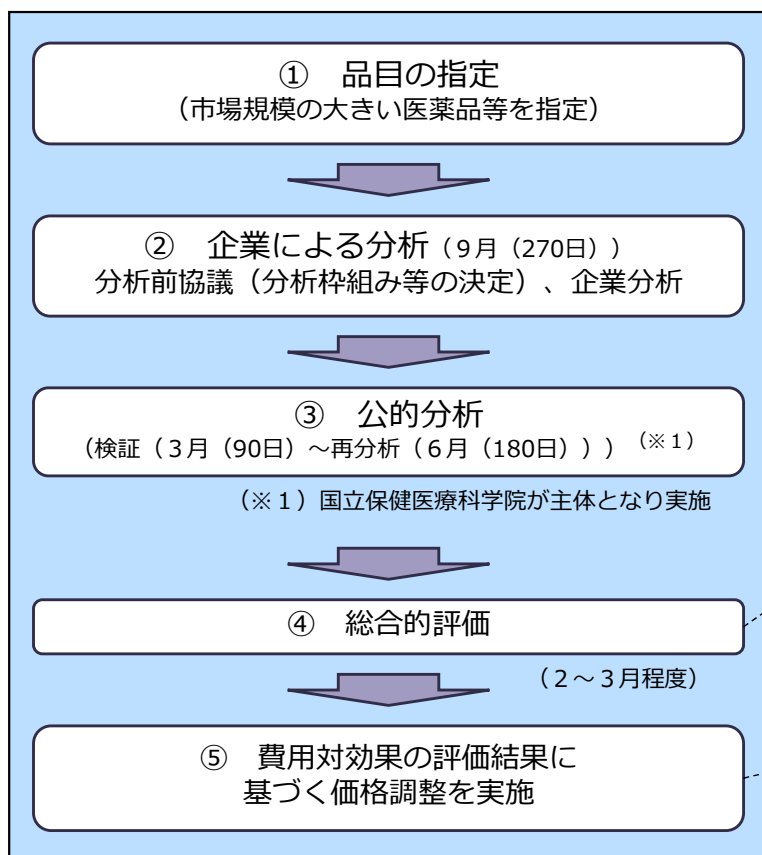 ① 品目の指定
（市場規模の大きい医薬品等を指定）
② 企業による分析（９月（270日））
分析前協議（分析枠組み等の決定）、企業分析
③ 公的分析
（検証（３月（90日）～再分析（６月（180日）））（※１）
（※１）国立保健医療科学院が主体となり実施
④ 総合的評価
（２～３月程度）
⑤ 費用対効果の評価結果に
基づく価格調整を実施